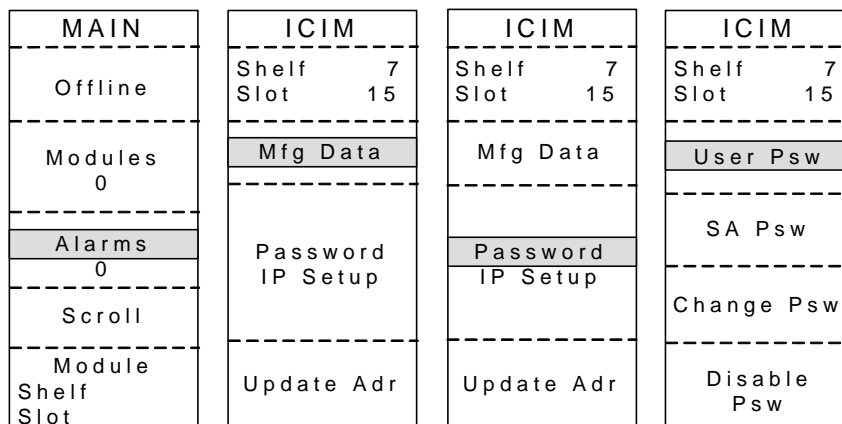 MAIN
Offline
Modules
0
Alarms
0
Scroll
Module
Shelf
Slot
ICIM
Shelf 7
Slot 15
Mfg Data
Password
IP Setup
Update Adr
ICIM
Shelf 7
Slot 15
Mfg Data
Password
IP Setup
Update Adr
ICIM
Shelf 7
Slot 15
User Psw
SA Psw
Change Psw
Disable
Psw